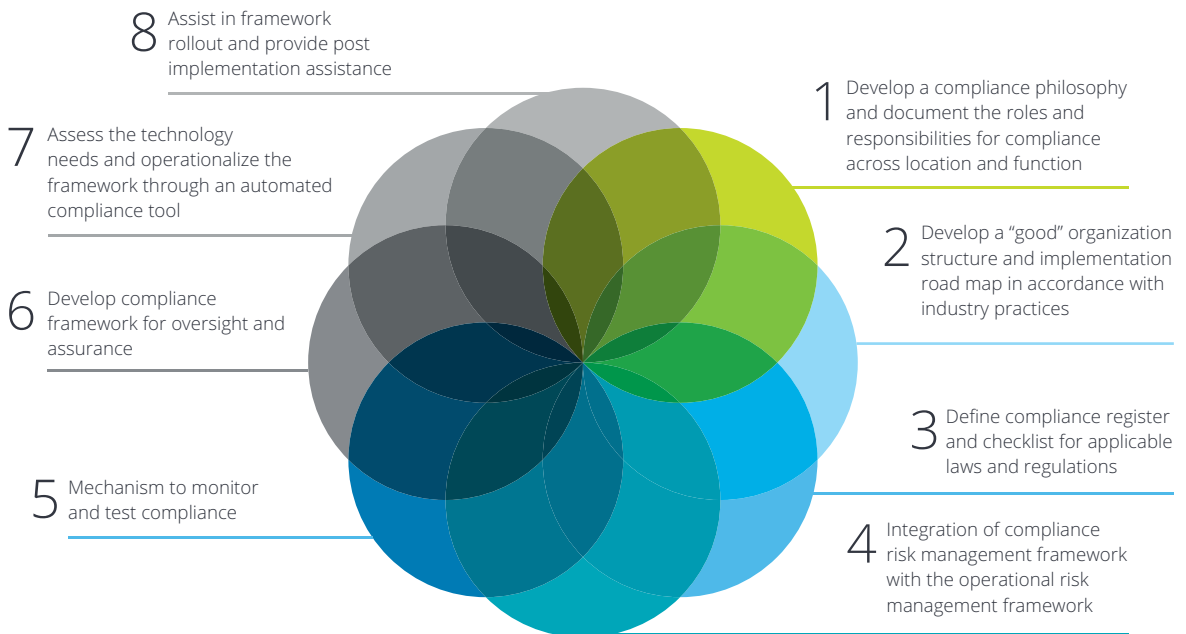 8
Assist in framework
rollout and provide post
implementation assistance
1
Develop a compliance philosophy
and document the roles and
responsibilities for compliance
across location and function
7
Assess the technology
needs and operationalize the
framework through an automated
compliance tool
2
Develop a “good” organization
structure and implementation
road map in accordance with
industry practices
6
Develop compliance
framework for oversight and
assurance
3
Define compliance register
and checklist for applicable
laws and regulations
5
Mechanism to monitor
and test compliance
4
Integration of compliance
risk management framework
with the operational risk
management framework